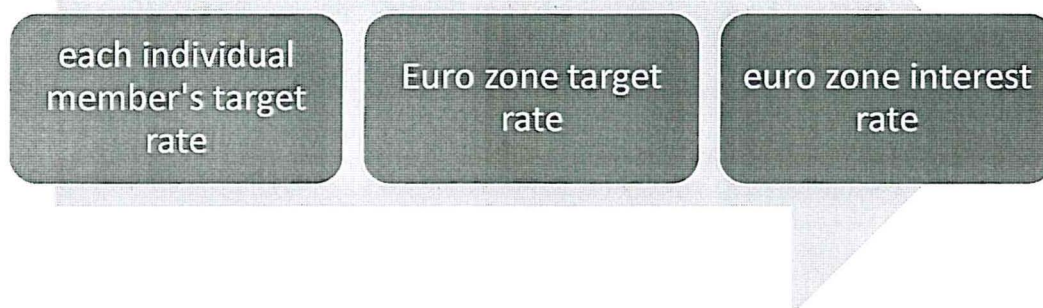 each individual
member's target
rate
Euro zone target
rate
euro zone interest
rate